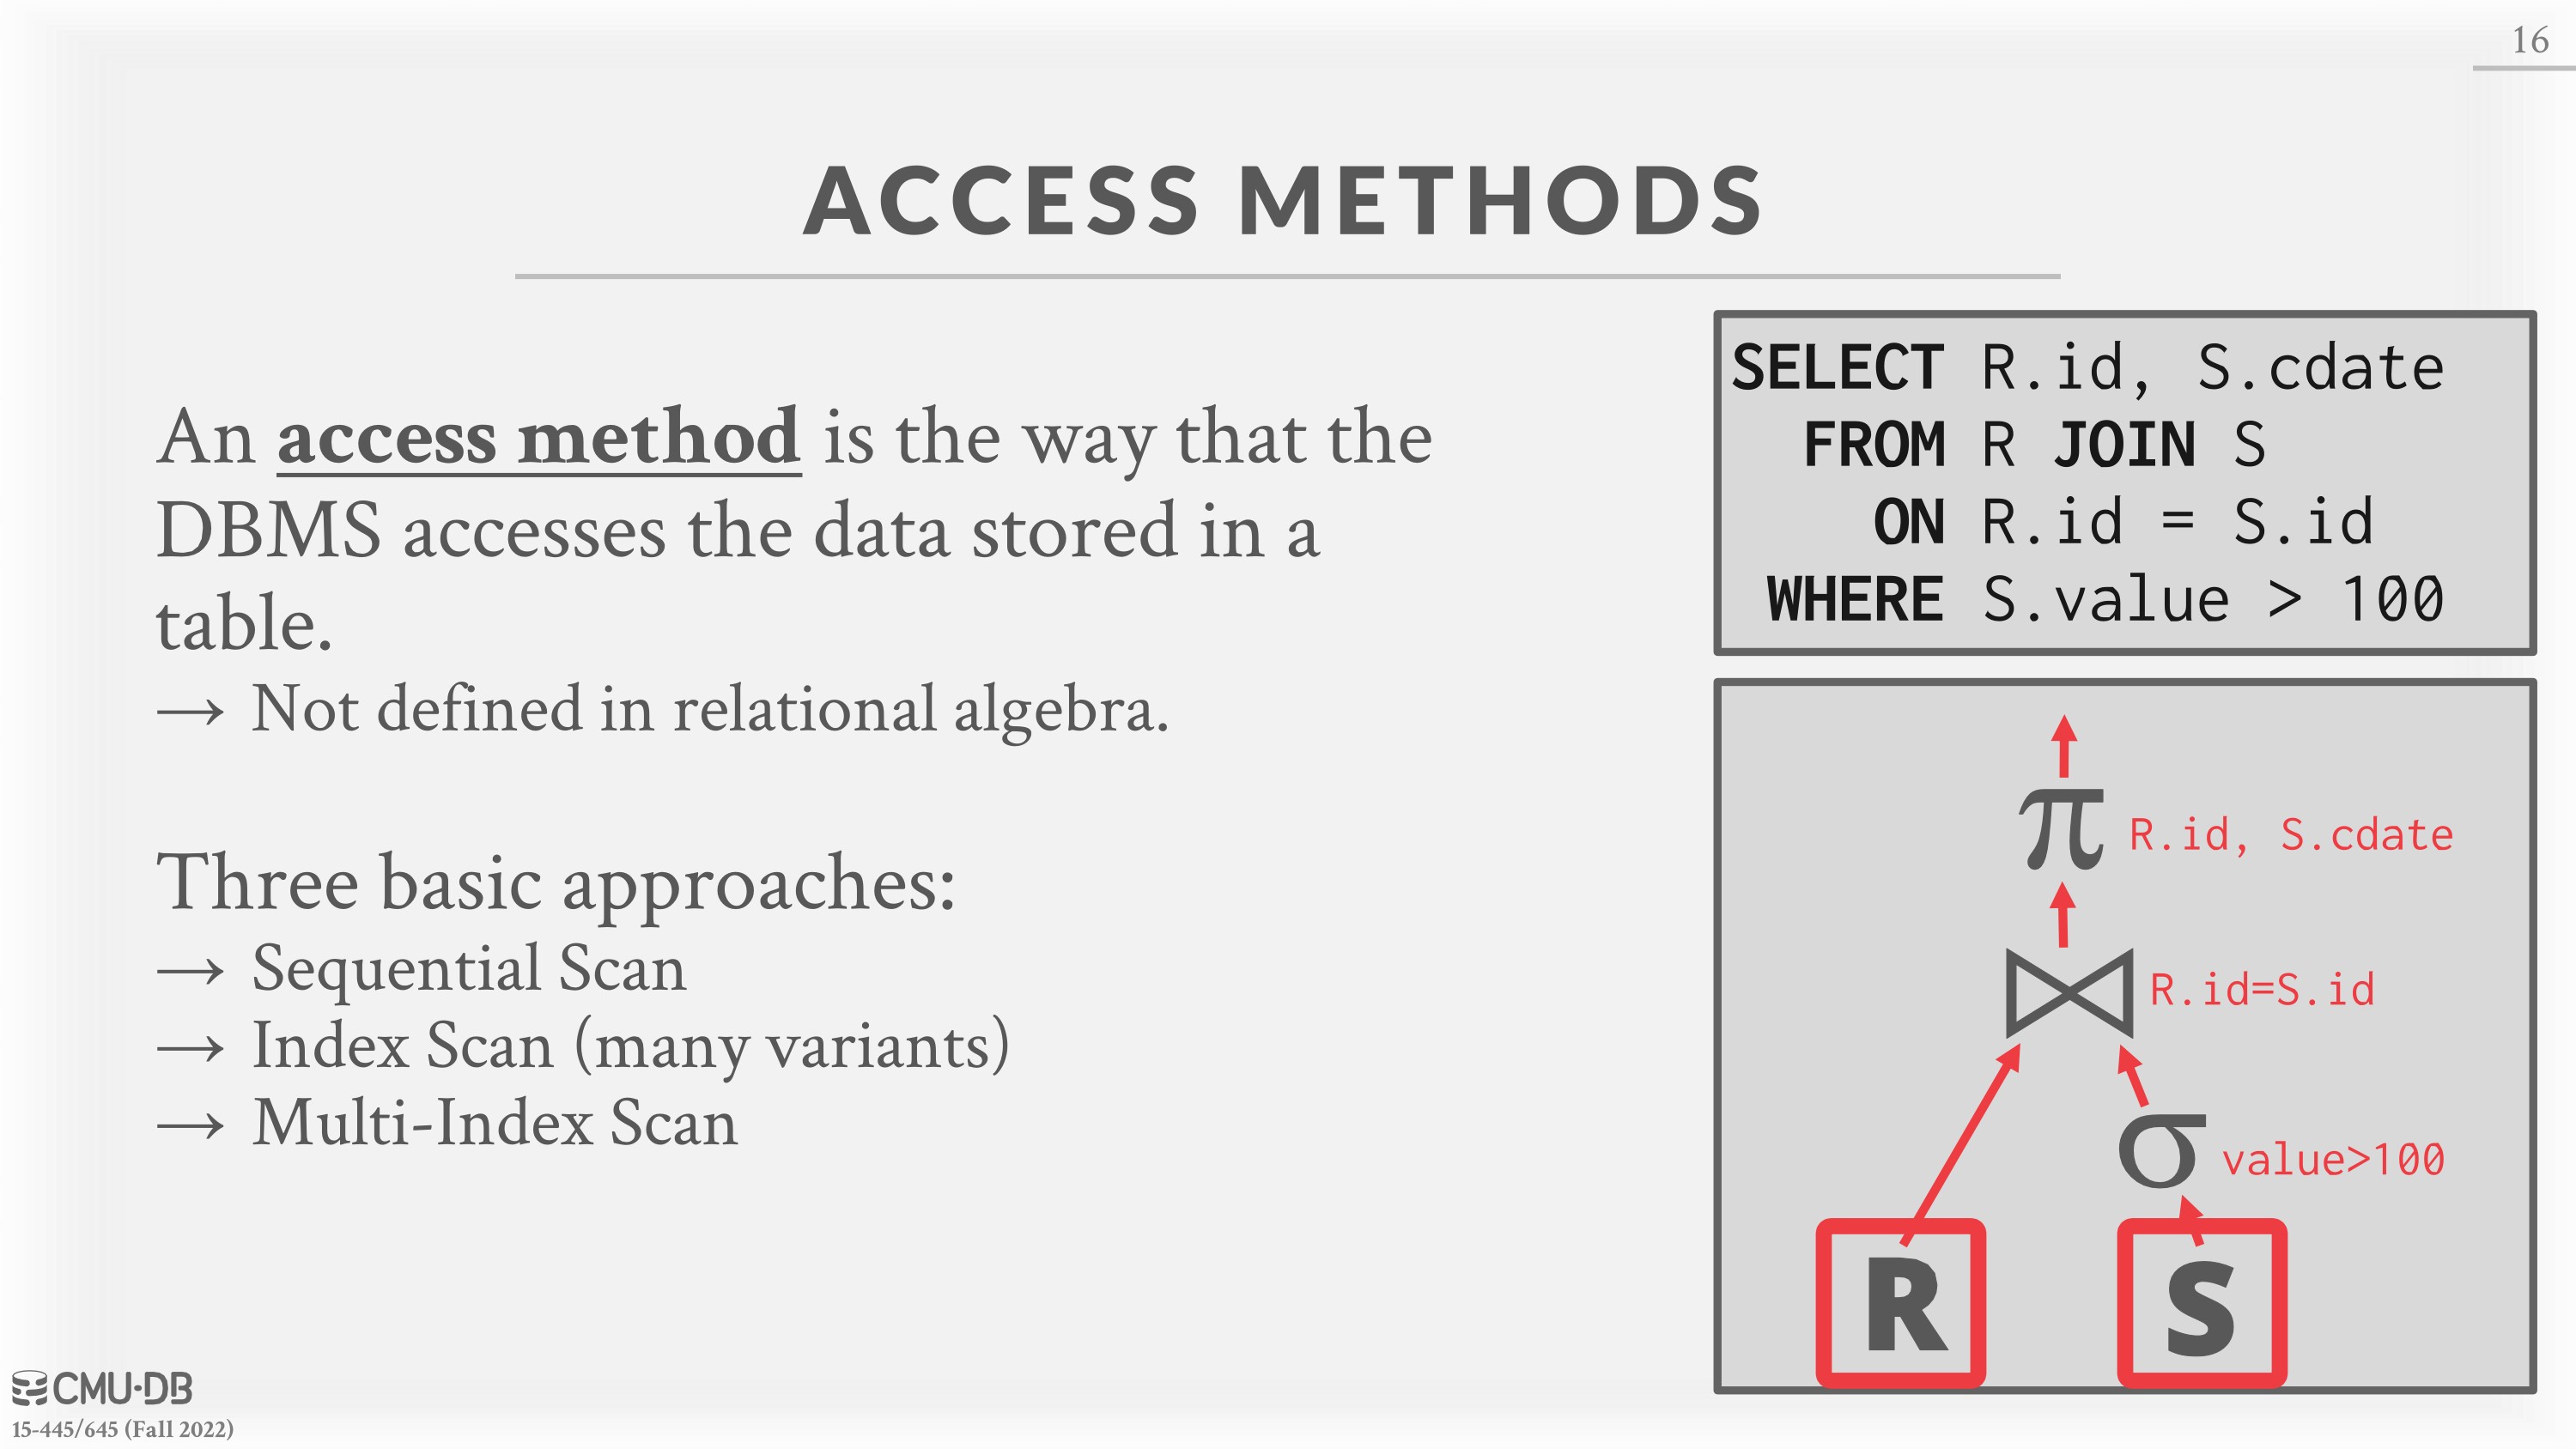 16
ACCESS METHODS
An access method is the way that the
DBMS accesses the data stored in a
table.
→ Not defined in relational algebra.
Three basic approaches:
→ Sequential Scan
→ Index Scan (many variants)
→ Multi-Index Scan
SELECT R.id, S.cdate
FROM R JOIN S
ON R.id = S.id
WHERE S.value > 100
π R.id, S.cdate
⋈ R.id=S.id
σ value>100
R S
CMU·DB
15-445/645 (Fall 2022)